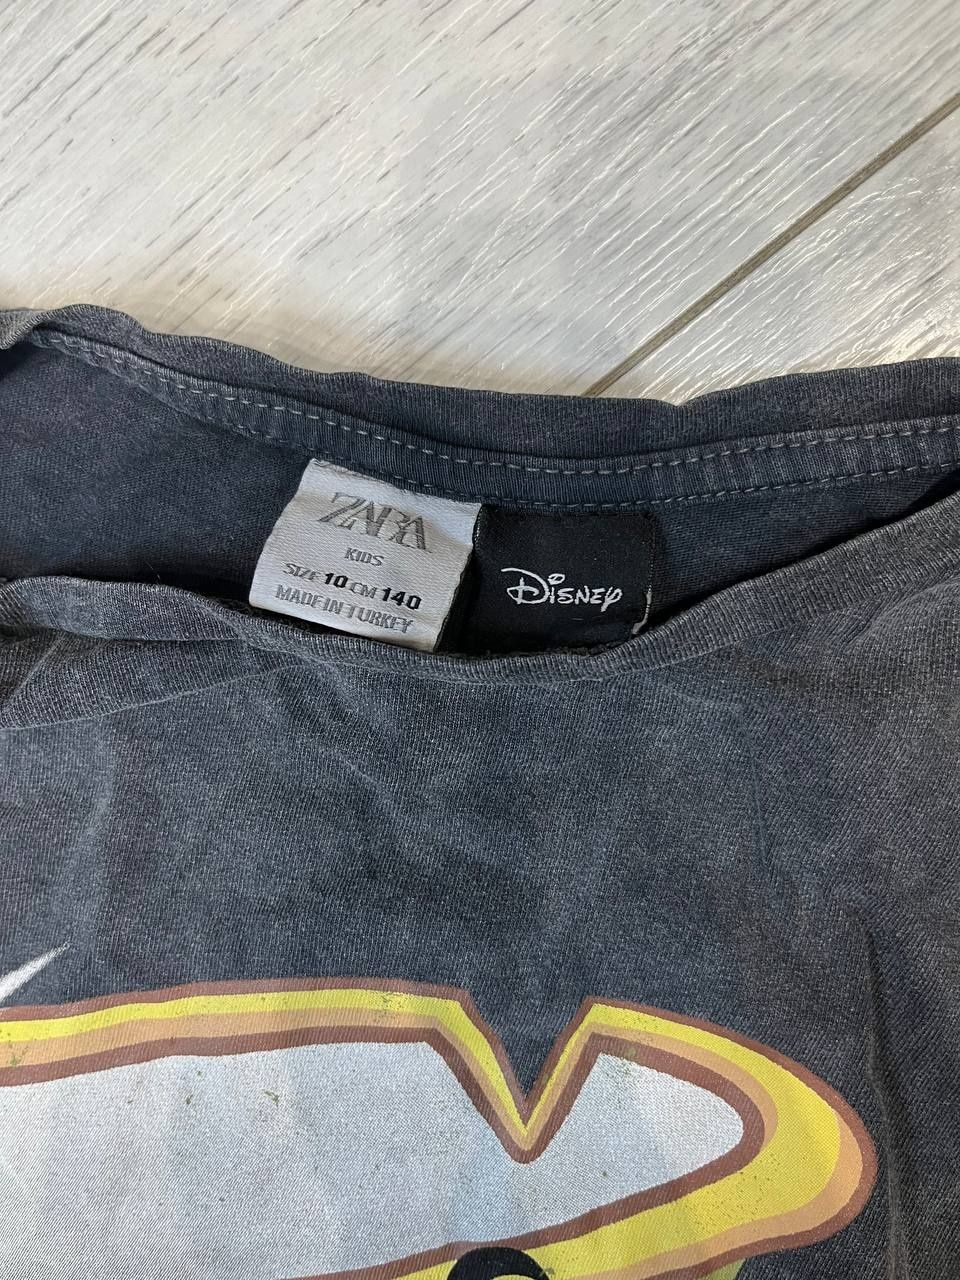 ZARA
KIDS
SIZE 10 CM 140
MADE IN TURKEY
Disney